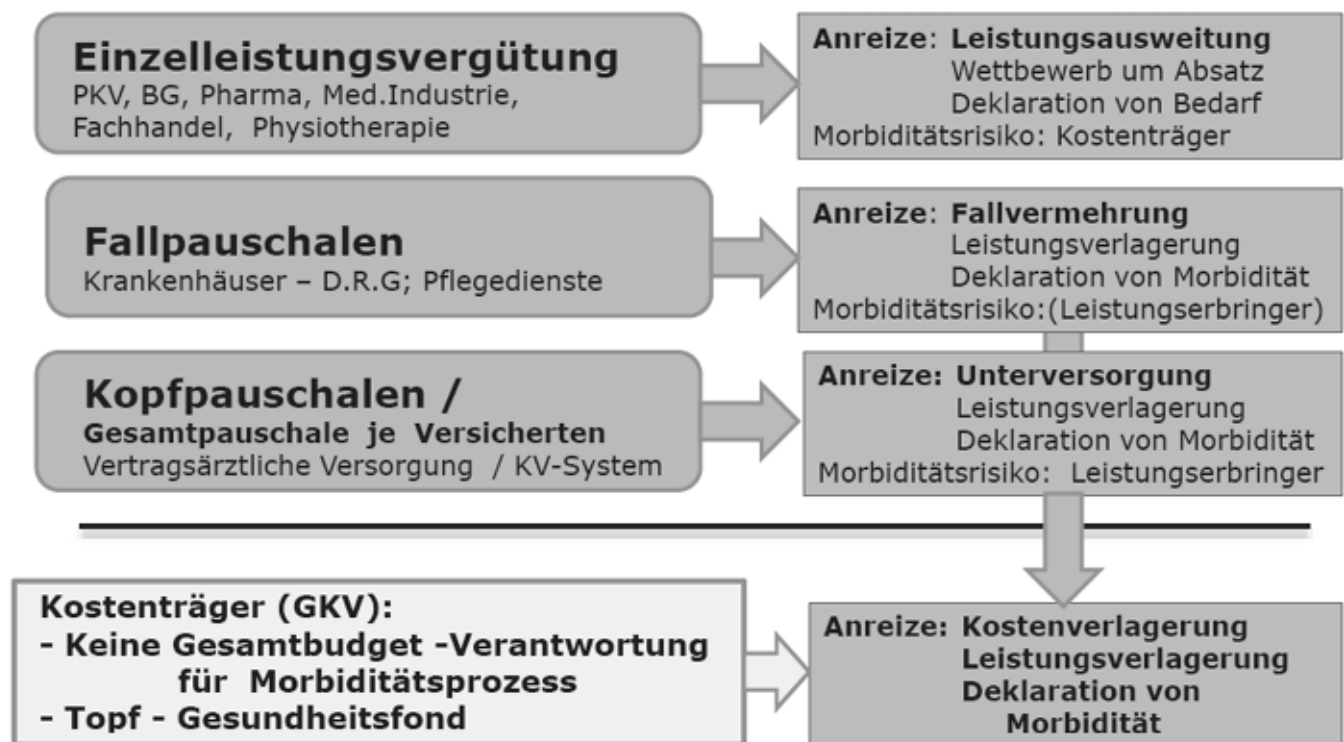 Einzelleistungsvergütung
PKV, BG, Pharma, Med.Industrie,
Fachhandel, Physiotherapie
Anreize: Leistungsausweitung
Wettbewerb um Absatz
Deklaration von Bedarf
Morbiditätsrisiko: Kostenträger
Fallpauschalen
Krankenhäuser – D.R.G; Pflegedienste
Anreize: Fallvermehrung
Leistungsverlagerung
Deklaration von Morbidität
Morbiditätsrisiko:(Leistungserbringer)
Kopfpauschalen /
Gesamtpauschale je Versicherten
Vertragsärztliche Versorgung / KV-System
Anreize: Unterversorgung
Leistungsverlagerung
Deklaration von Morbidität
Morbiditätsrisiko: Leistungserbringer
Kostenträger (GKV):
- Keine Gesamtbudget -Verantwortung
für Morbiditätsprozess
- Topf - Gesundheitsfond
Anreize: Kostenverlagerung
Leistungsverlagerung
Deklaration von
Morbidität